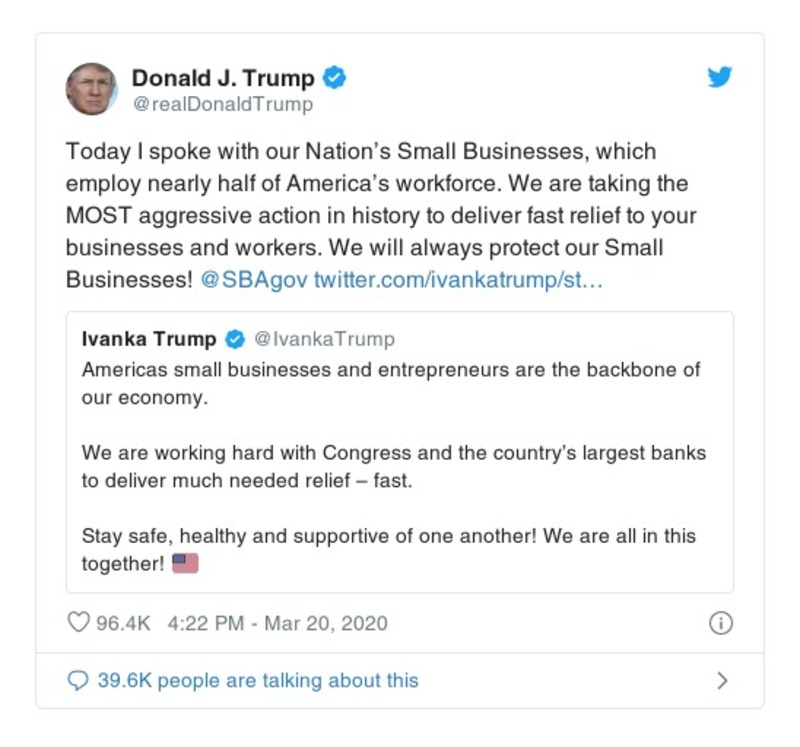 Donald J. Trump
@realDonaldTrump
Today I spoke with our Nation’s Small Businesses, which
employ nearly half of America’s workforce. We are taking the
MOST aggressive action in history to deliver fast relief to your
businesses and workers. We will always protect our Small
Businesses! @SBAgov twitter.com/ivankatrump/st…
Ivanka Trump @IvankaTrump
Americas small businesses and entrepreneurs are the backbone of
our economy.
We are working hard with Congress and the country’s largest banks
to deliver much needed relief – fast.
Stay safe, healthy and supportive of one another! We are all in this
together! 🇺🇸
96.4K 4:22 PM - Mar 20, 2020
39.6K people are talking about this